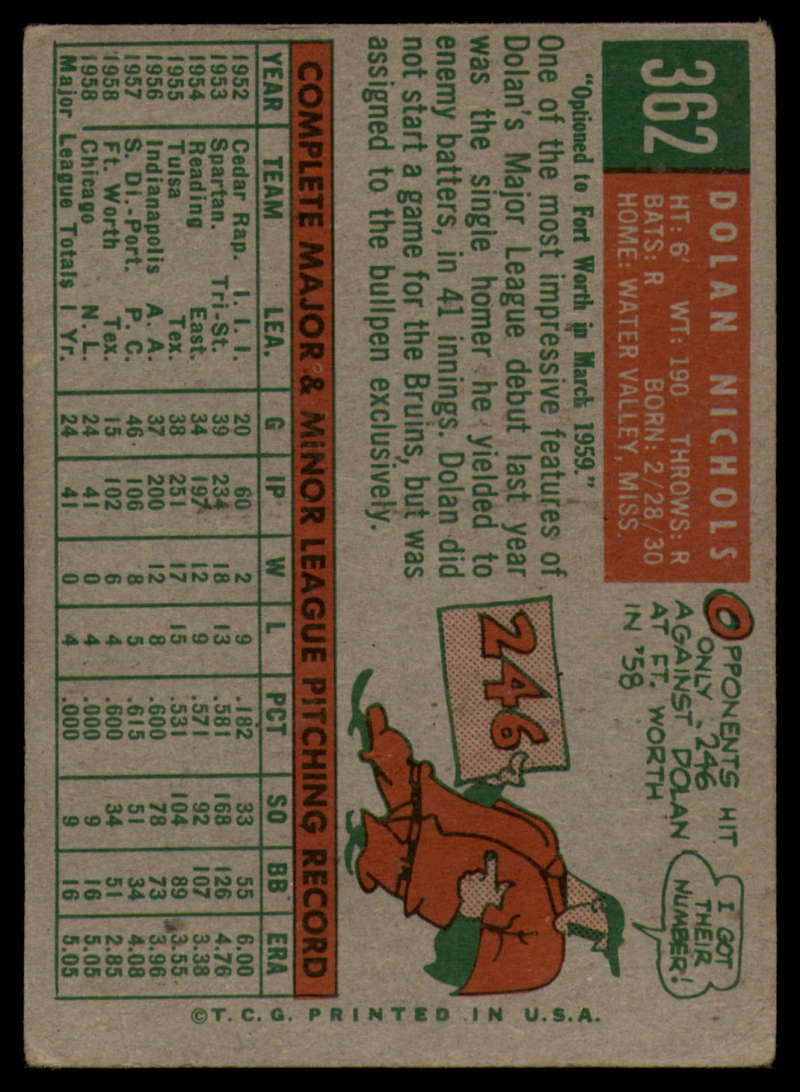 362
DOLAN NICHOLS
HT: 6' WT: 190 THROWS: R
BATS: R BORN: 2/28/30
HOME: WATER VALLEY, MISS.
"Optioned to Fort Worth in March 1959."
One of the most impressive features of
Dolan's Major League debut last year
was the single homer he yielded to
enemy batters, in 41 innings. Dolan did
not start a game for the Bruins, but was
assigned to the bullpen exclusively.
OPPONENTS HIT
ONLY .246
AGAINST DOLAN
AT FT. WORTH
IN '58
I GOT
THEIR
NUMBER!
246
COMPLETE MAJOR & MINOR LEAGUE PITCHING RECORD
YEAR TEAM LEA. G IP W L PCT SO BB ERA
1952 Cedar Rap. I. I. I. 20 60 2 9 .182 33 55 6.00
1953 Spartan. Tri-St. 39 234 18 13 .581 168 126 4.76
1954 Reading East. 34 197 12 9 .571 92 107 3.38
1955 Tulsa Tex. 38 251 17 15 .531 104 89 3.55
1956 Indianapolis A. A. 37 200 12 8 .600 78 73 3.96
1957 S. Di.-Port. P. C. 46 106 8 5 .615 51 34 4.08
1958 Ft. Worth Tex. 15 102 6 4 .600 34 51 2.85
1958 Chicago N. L. 24 41 0 4 .000 9 16 5.05
Major League Totals 1 Yr. 24 41 0 4 .000 9 16 5.05
©T. C. G. PRINTED IN U.S.A.